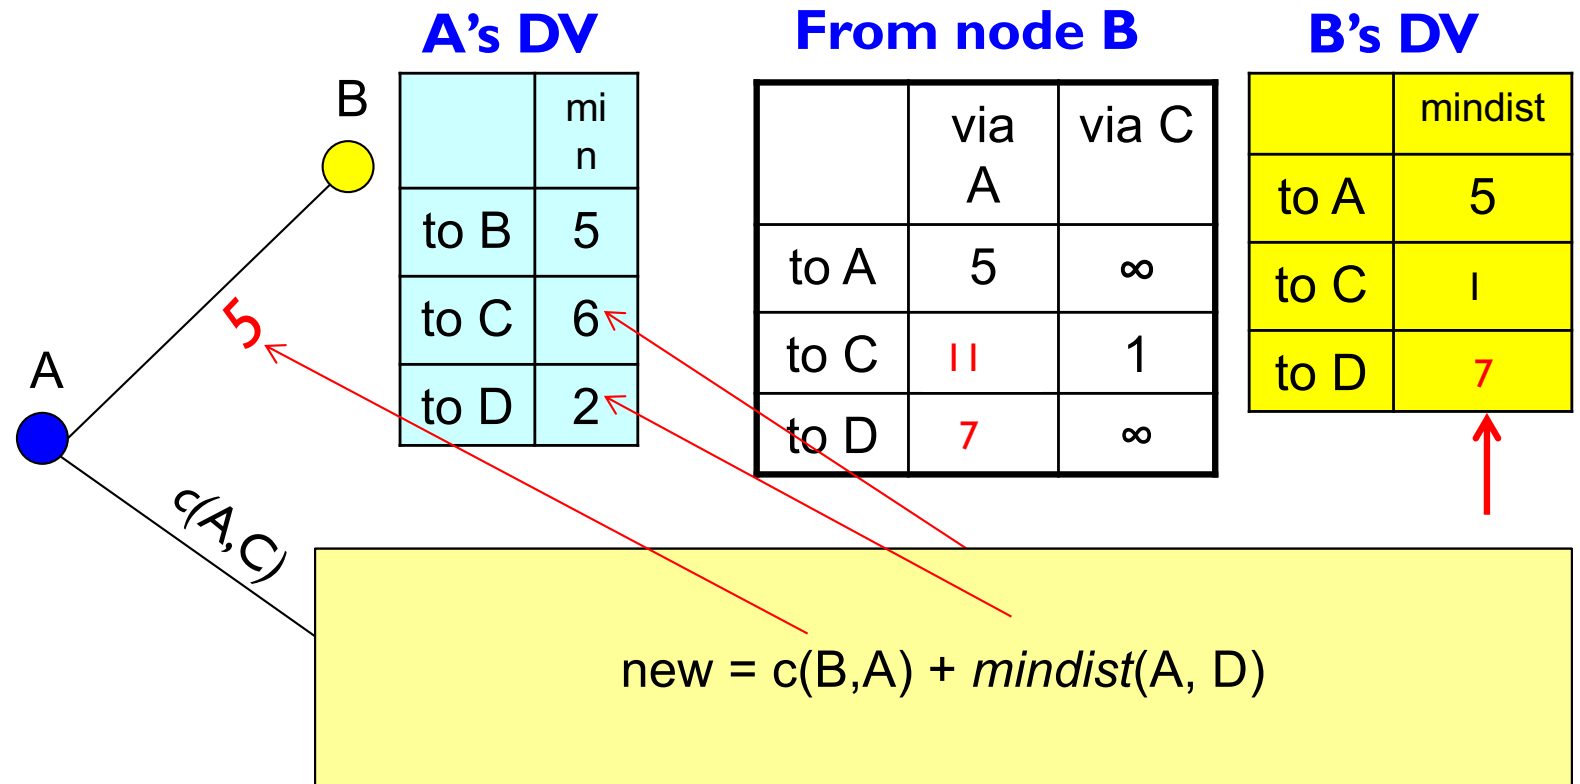 A's DV
From node B
B's DV
B
A
5
c(A,C)
mi
n
to B 5
to C 6
to D 2
via
A
via C
to A 5 ∞
to C 11 1
to D 7 ∞
mindist
to A 5
to C 1
to D 7
new = c(B,A) + mindist(A, D)